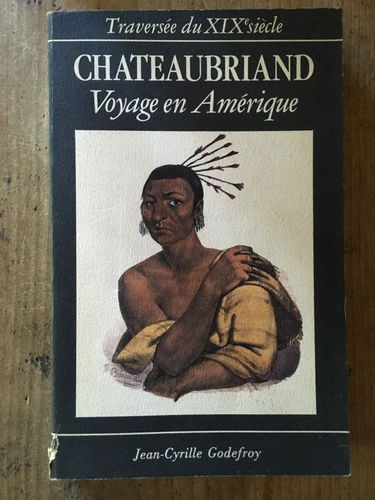 Traversée du XIXe siècle
CHATEAUBRIAND
Voyage en Amérique
Jean-Cyrille Godefroy